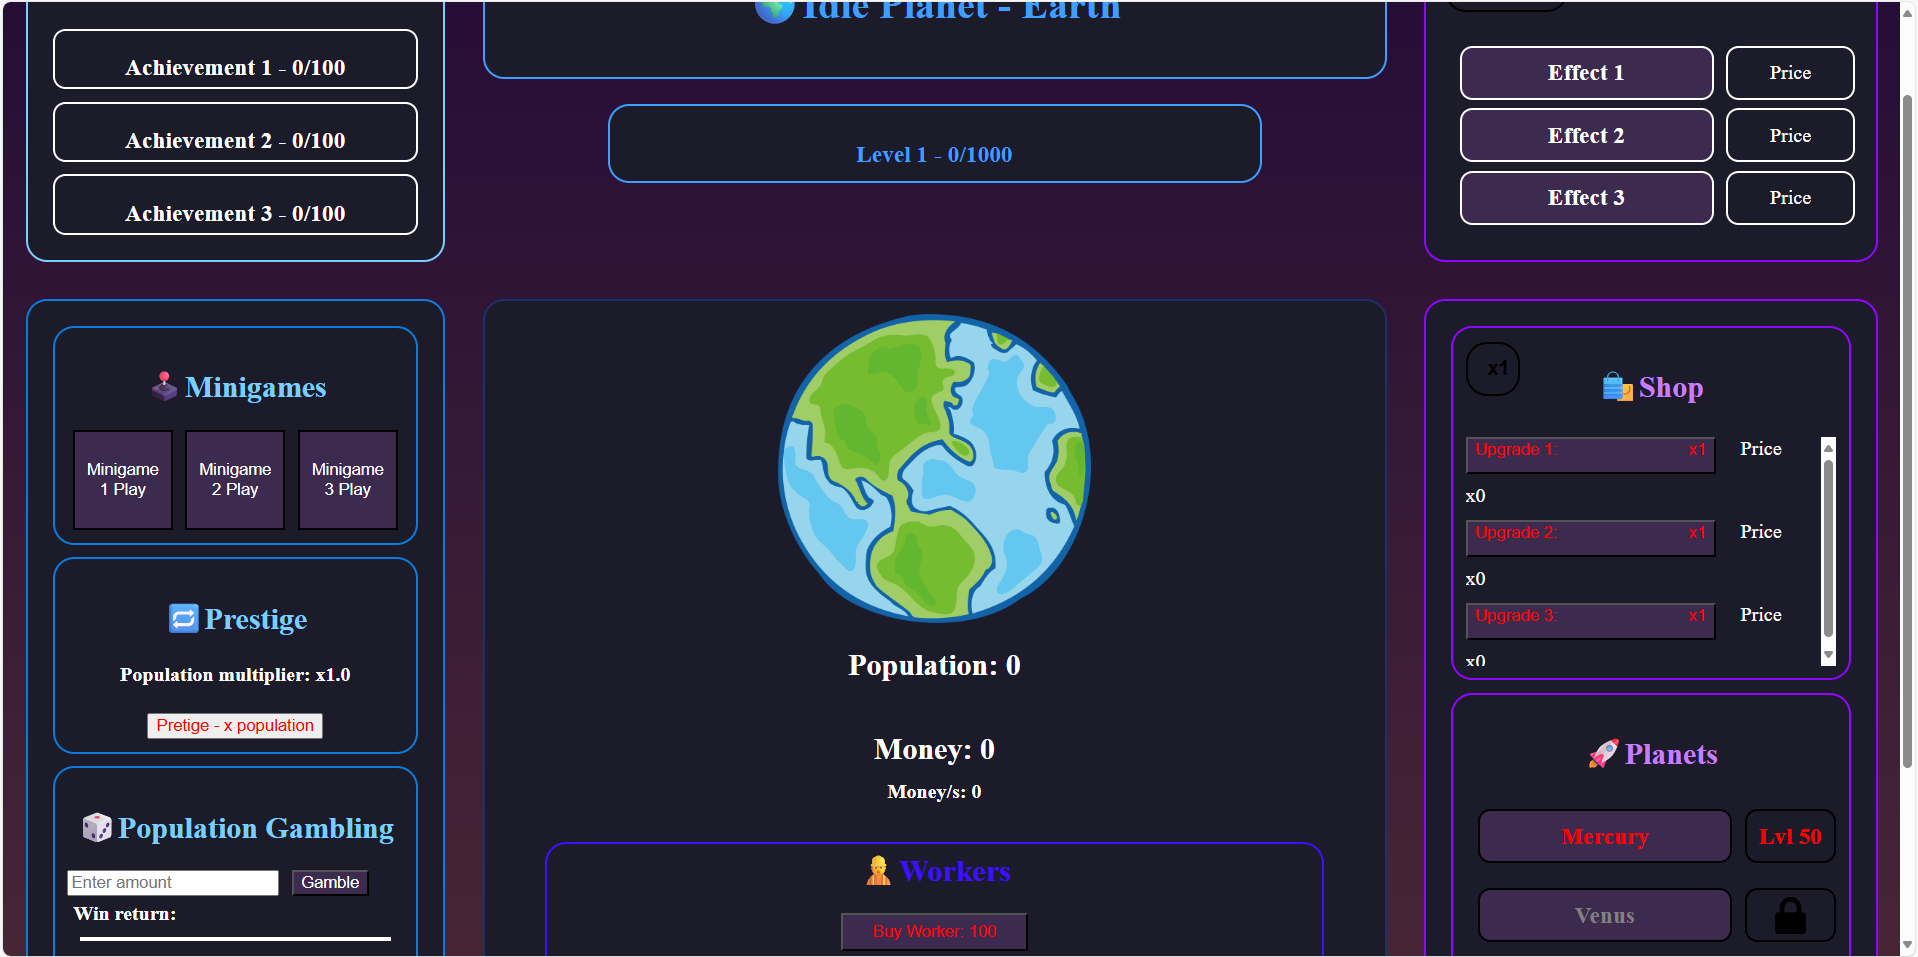 Idle Planet - Earth
Achievement 1 - 0/100
Achievement 2 - 0/100
Achievement 3 - 0/100
Level 1 - 0/1000
Effect 1 Price
Effect 2 Price
Effect 3 Price
Minigames
Minigame 1 Play
Minigame 2 Play
Minigame 3 Play
Prestige
Population multiplier: x1.0
Pretige - x population
Population Gambling
Enter amount Gamble
Win return:
Population: 0
Money: 0
Money/s: 0
Workers
Buy Worker: 100
x1
Shop
Upgrade 1: x1 Price
x0
Upgrade 2: x1 Price
x0
Upgrade 3: x1 Price
x0
Planets
Mercury Lvl 50
Venus